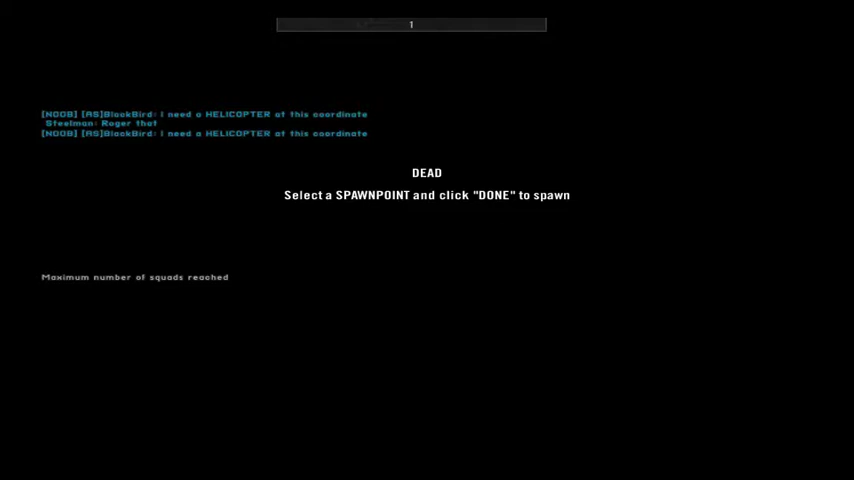 1
[NOOB] [AS]BlackBird: I need a HELICOPTER at this coordinate
Steelman: Roger that
[NOOB] [AS]BlackBird: I need a HELICOPTER at this coordinate
DEAD
Select a SPAWNPOINT and click "DONE" to spawn
Maximum number of squads reached